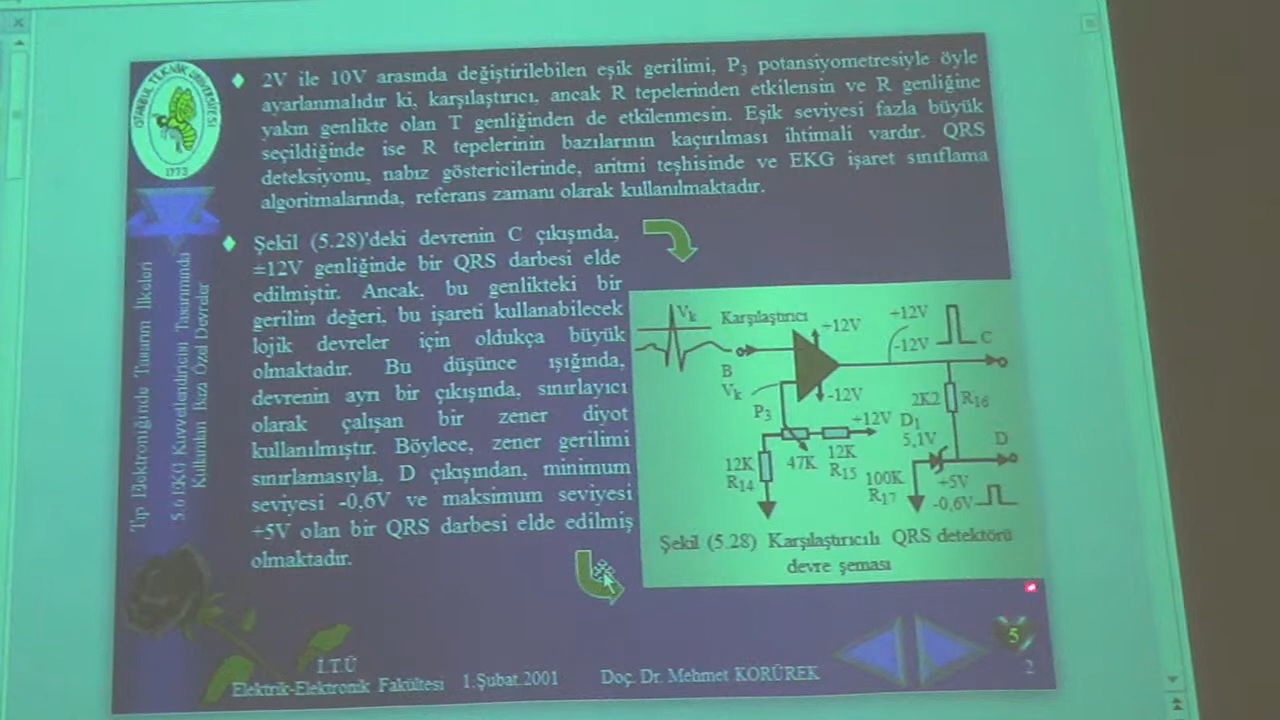 2V ile 10V arasında değiştirilebilen eşik gerilimi, P3 potansiyometresiyle öyle
ayarlanmalıdır ki, karşılaştırıcı, ancak R tepelerinden etkilensin ve R genliğine
yakın genlikte olan T genliğinden de etkilenmesin. Eşik seviyesi fazla büyük
seçildiğinde ise R tepelerinin bazılarının kaçırılması ihtimali vardır. QRS
deteksiyonu, nabız göstericilerinde, aritmi teşhisinde ve EKG işaret sınıflama
algoritmalarında, referans zamanı olarak kullanılmaktadır.
Şekil (5.28)'deki devrenin C çıkışında,
±12V genliğinde bir QRS darbesi elde
edilmiştir. Ancak, bu genlikteki bir
gerilim değeri, bu işareti kullanabilecek
lojik devreler için oldukça büyük
olmaktadır. Bu düşünce ışığında,
devrenin ayrı bir çıkışında, sınırlayıcı
olarak çalışan bir zener diyot
kullanılmıştır. Böylece, zener gerilimi
sınırlamasıyla, D çıkışından, minimum
seviyesi -0,6V ve maksimum seviyesi
+5V olan bir QRS darbesi elde edilmiş
olmaktadır.
Vk
Karşılaştırıcı
+12V
+12V
-12V
C
B
Vk
-12V
P3
2K2
R16
+12V
D1
5,1V
D
12K
R14
47K
12K
R15
100K
R17
+5V
-0,6V
Şekil (5.28) Karşılaştırıcılı QRS detektörü
devre şeması
İSTANBUL TEKNİK ÜNİVERSİTESİ
1773
Tıp Elektroniğinde Tasarım İlkeleri
5.6 EKG Kuvvetlendiricisi Tasarımında
Kullanılan Bazı Özel Devreler
İ.T.Ü
Elektrik-Elektronik Fakültesi
1.Şubat.2001
Doç. Dr. Mehmet KORÜREK
5
2